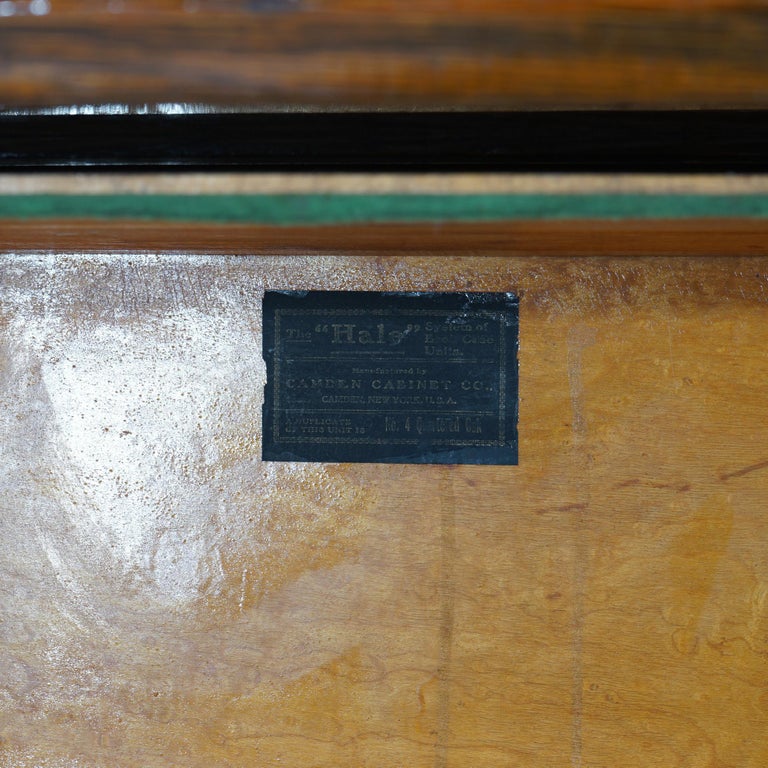 The "Hale" System of
Book Case
Units.
Manufactured by
CAMDEN CABINET CO.,
CAMDEN, NEW YORK, U.S.A.
A DUPLICATE
OF THIS UNIT IS
No. 4 Quartered Oak